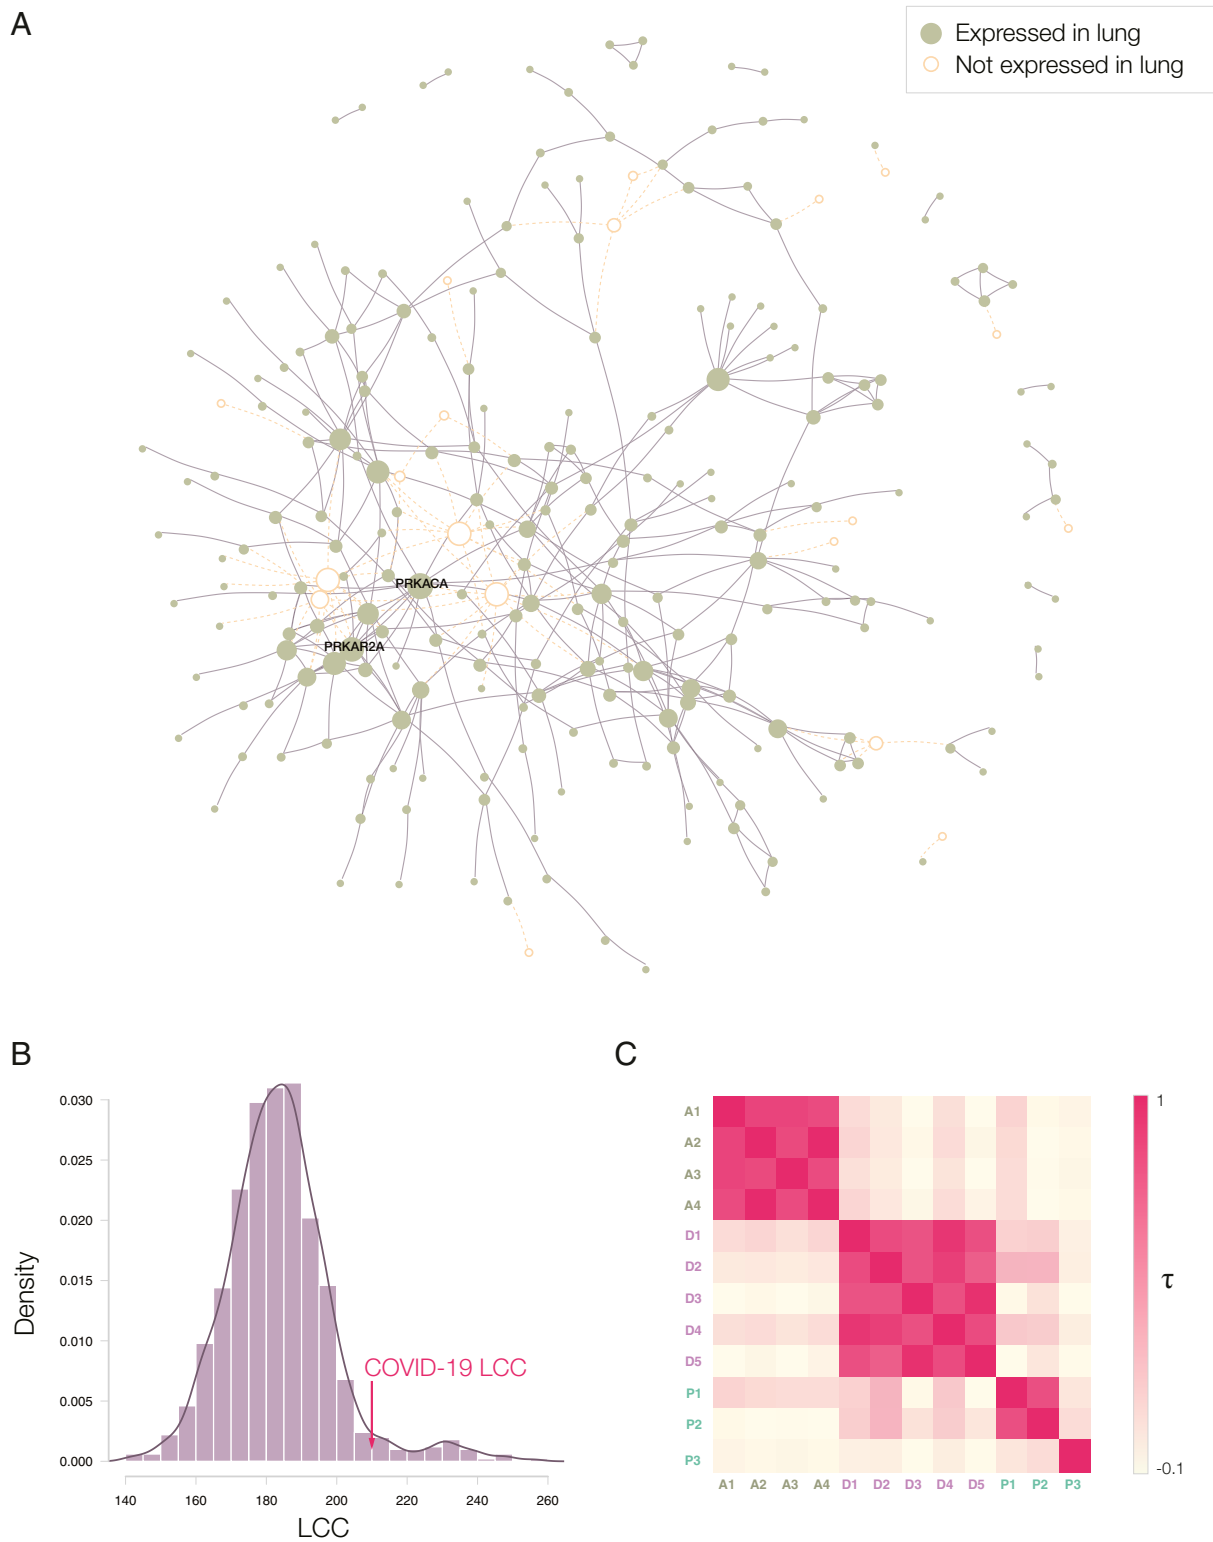 A
Expressed in lung
Not expressed in lung
PRKACA
PRKAR2A
B
0.030
0.025
0.020
0.015
0.010
0.005
0.000
Density
COVID-19 LCC
140 160 180 200 220 240 260
LCC
C
A1
A2
A3
A4
D1
D2
D3
D4
D5
P1
P2
P3
A1 A2 A3 A4 D1 D2 D3 D4 D5 P1 P2 P3
1
τ
-0.1